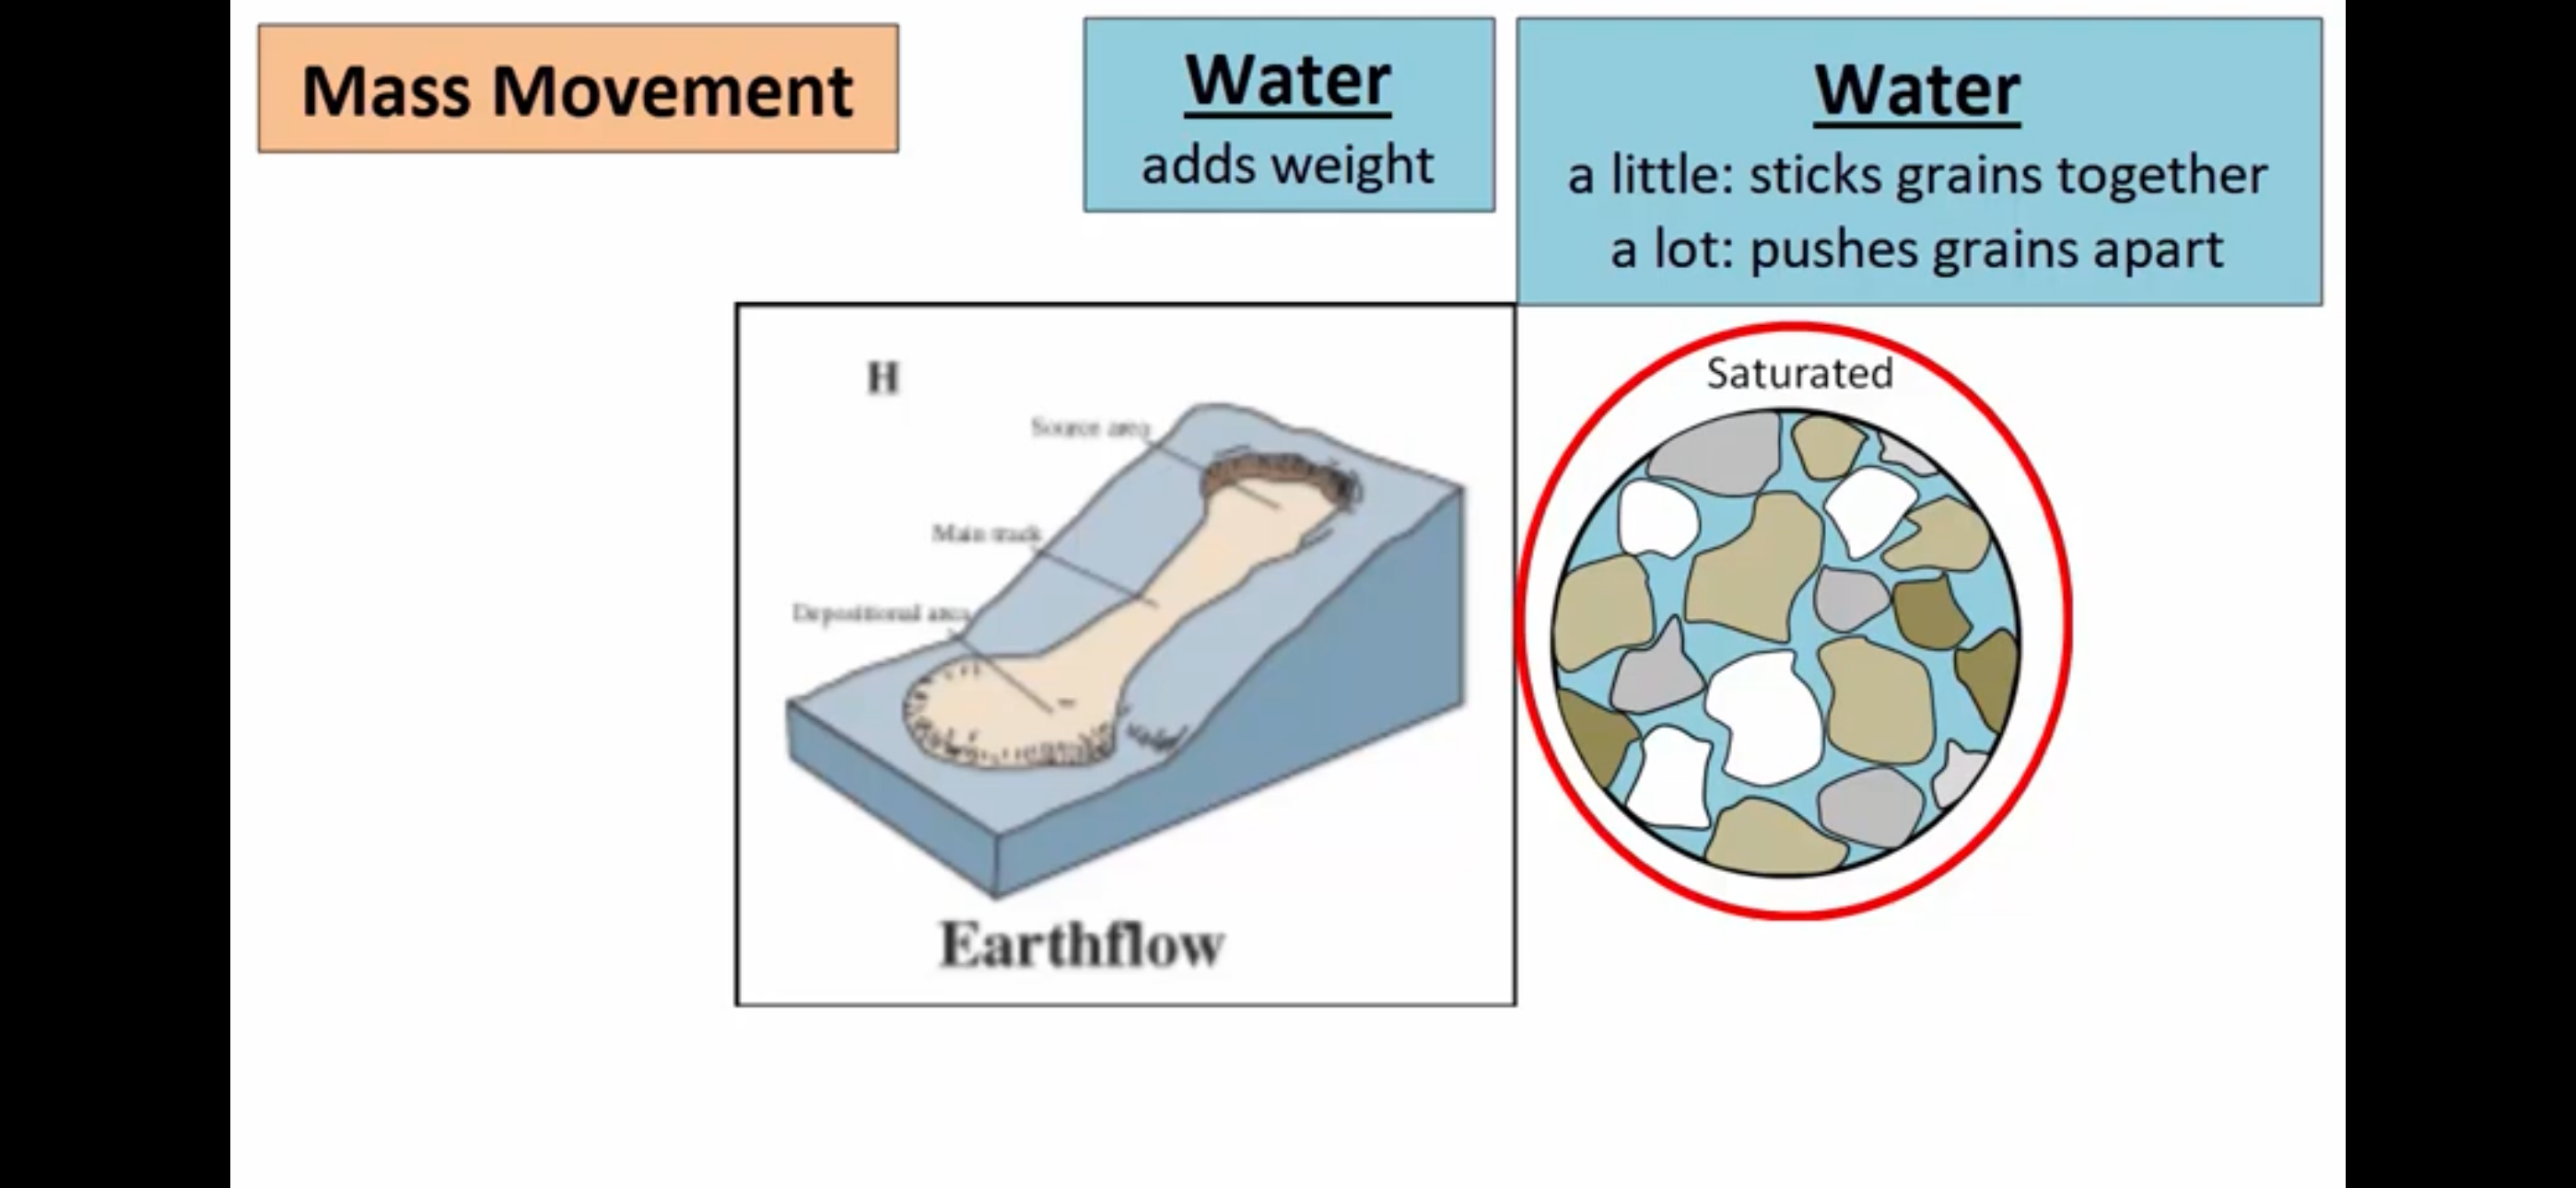 Mass Movement
Water
adds weight
Water
a little: sticks grains together
a lot: pushes grains apart
H
Source area
Main track
Depositional area
Earthflow
Saturated